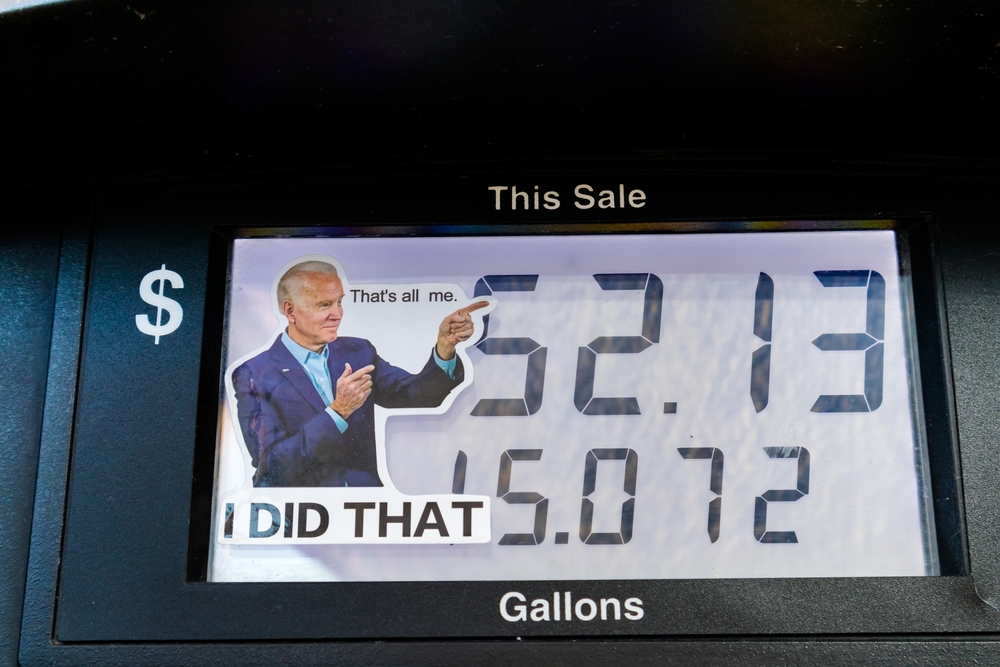 This Sale
$
That's all me.
52.13
15.072
I DID THAT
Gallons